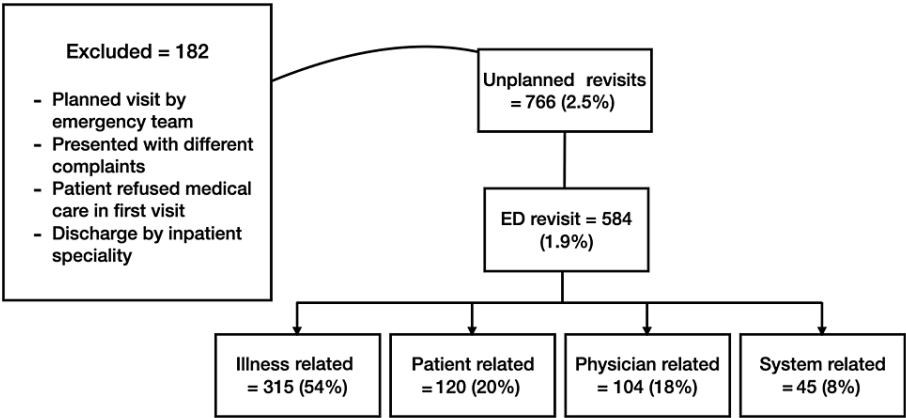 Excluded = 182
- Planned visit by
emergency team
- Presented with different
complaints
- Patient refused medical
care in first visit
- Discharge by inpatient
speciality
Unplanned revisits
= 766 (2.5%)
ED revisit = 584
(1.9%)
Illness related
= 315 (54%)
Patient related
=120 (20%)
Physician related
= 104 (18%)
System related
= 45 (8%)